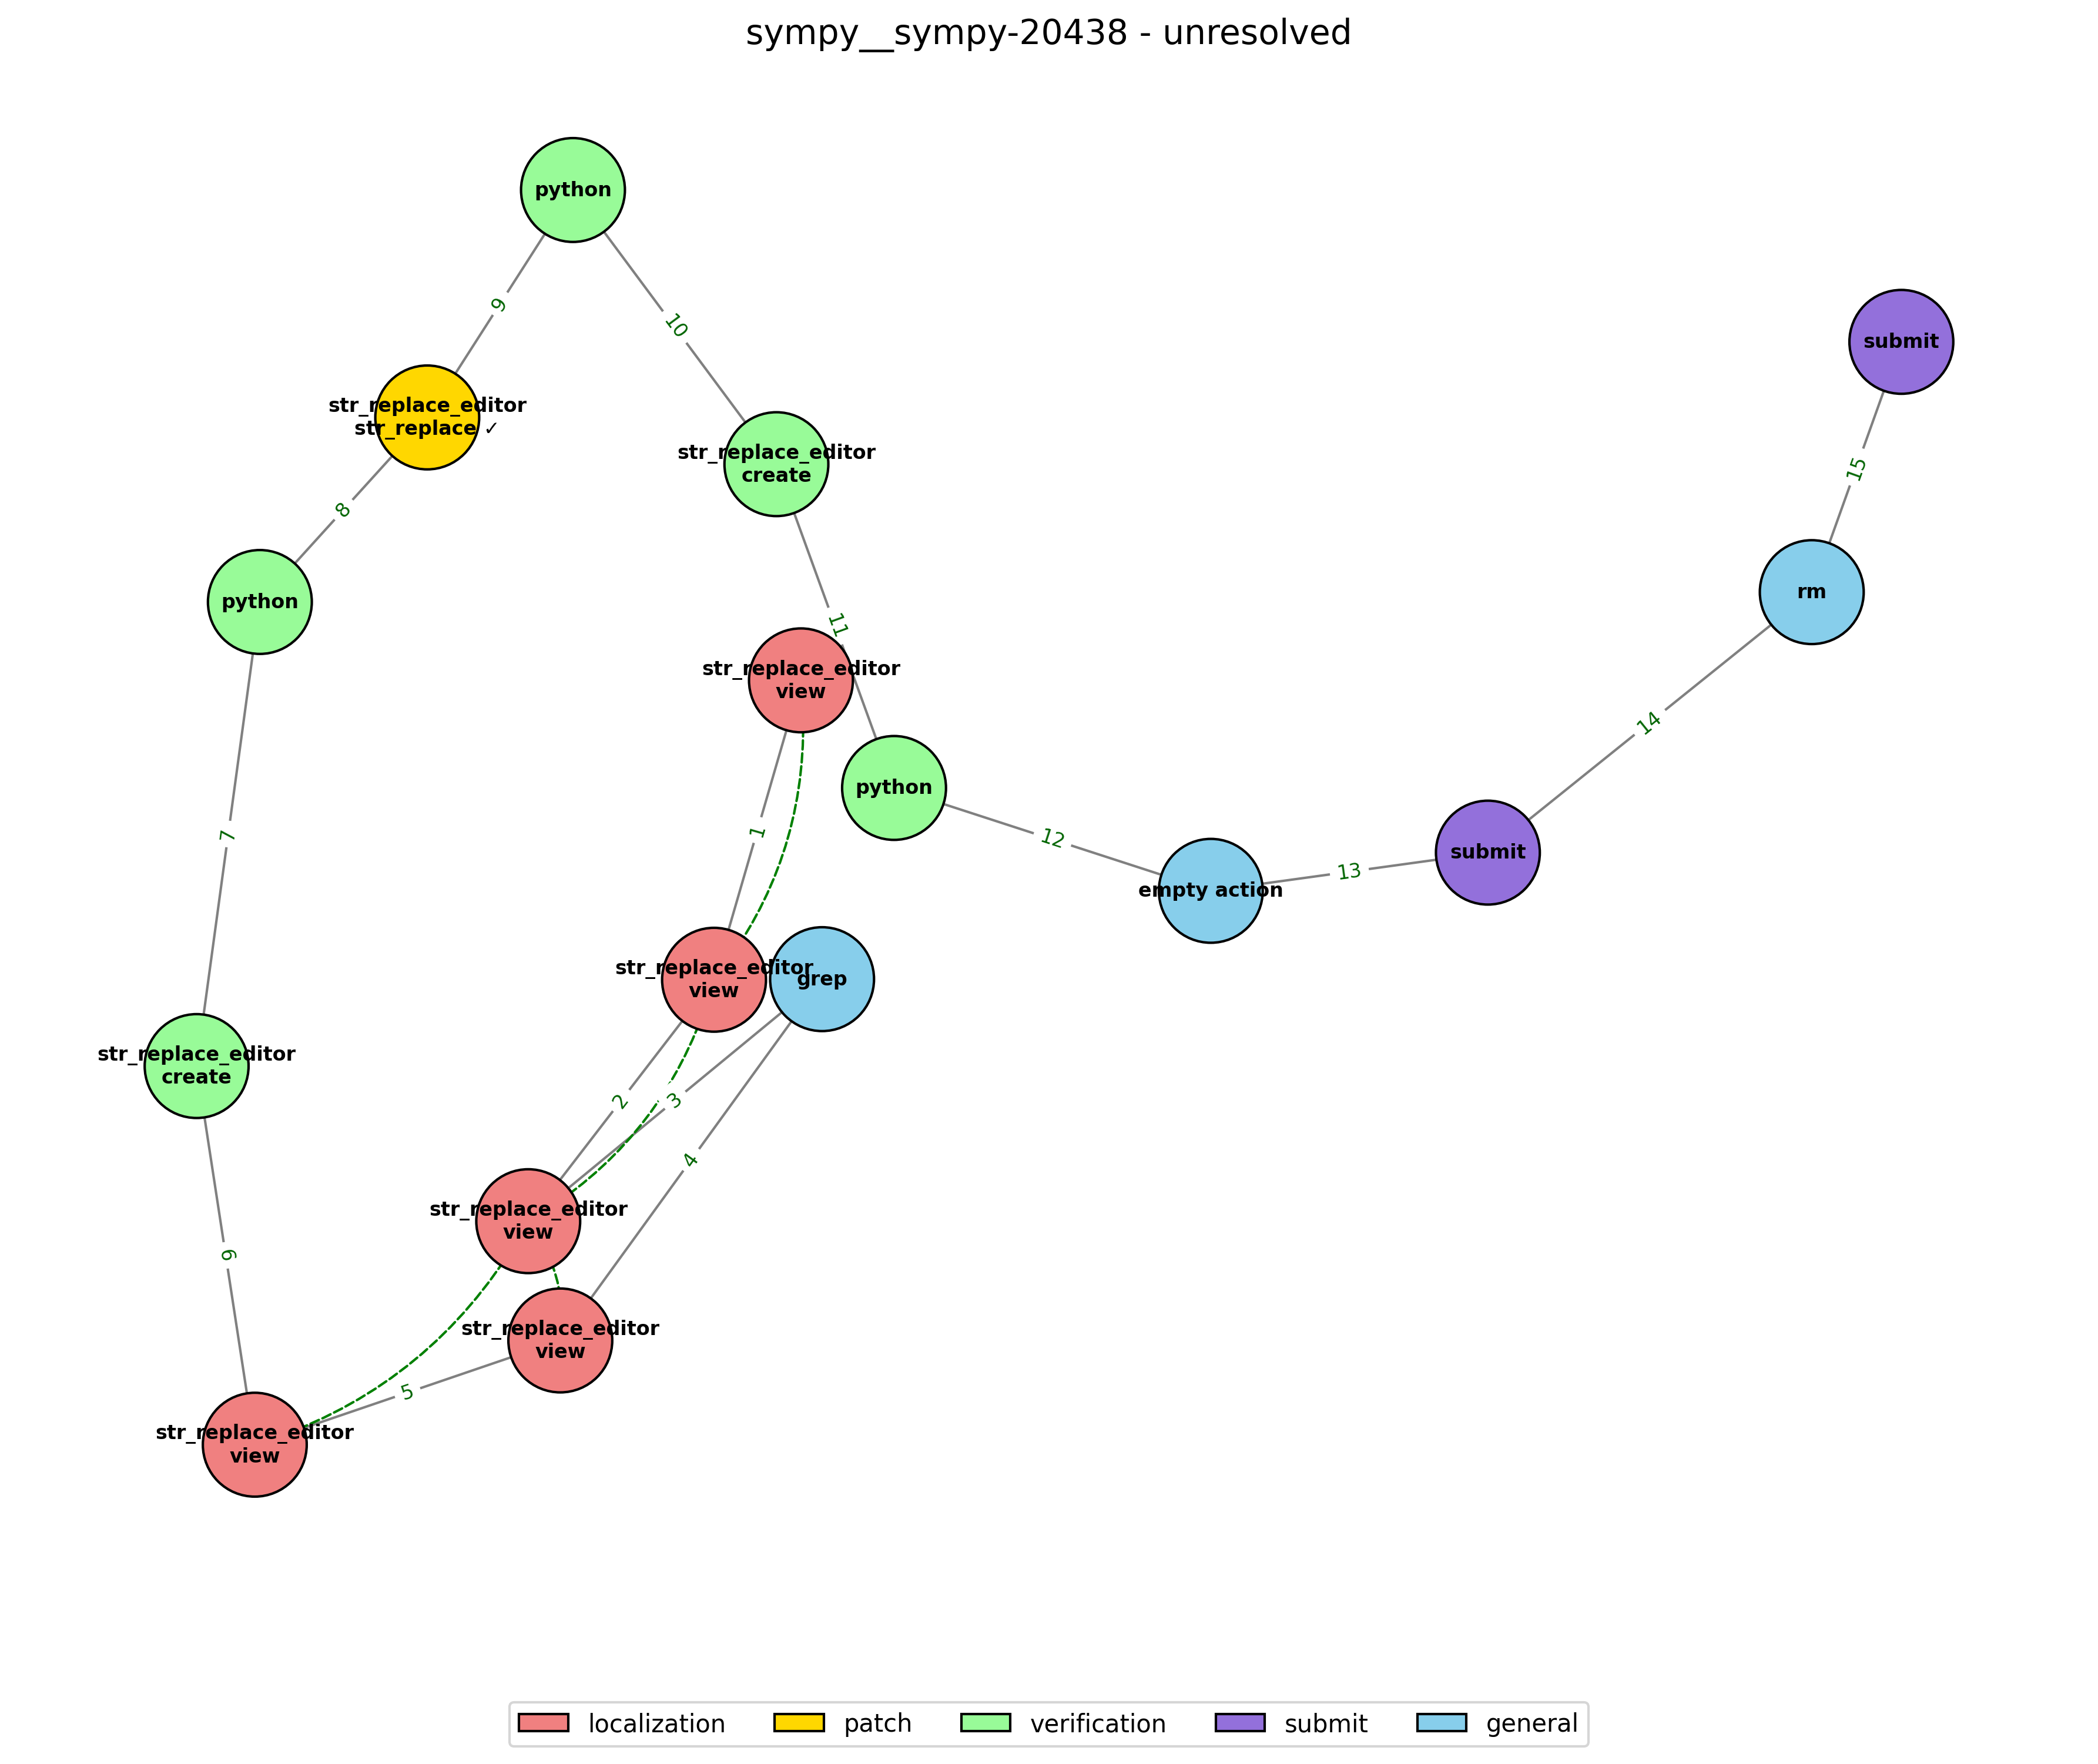 sympy__sympy-20438 - unresolved
python
9
10
submit
str_replace_editor
str_replace ✓
str_replace_editor
create
15
8
python
rm
11
str_replace_editor
view
14
python
7
1
12
submit
13
empty action
str_replace_editor
view
grep
str_replace_editor
create
2
3
4
str_replace_editor
view
6
str_replace_editor
view
5
str_replace_editor
view
localization
patch
verification
submit
general